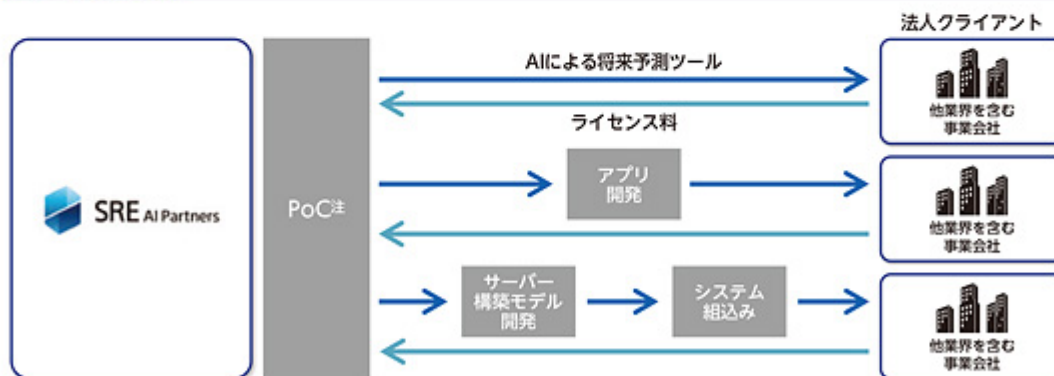 法人クライアント
AIによる将来予測ツール
ライセンス料
他業界を含む
事業会社
SRE AI Partners
PoC注
アプリ
開発
他業界を含む
事業会社
サーバー
構築モデル
開発
システム
組込み
他業界を含む
事業会社